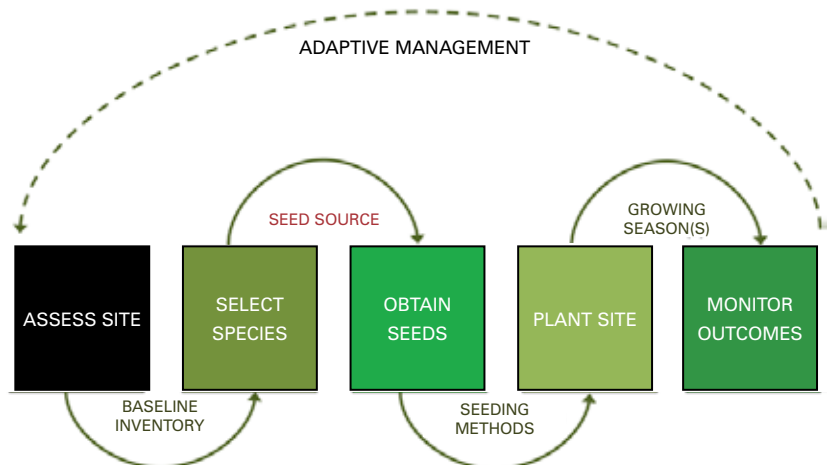 ADAPTIVE MANAGEMENT
SEED SOURCE
GROWING
SEASON(S)
ASSESS SITE
SELECT
SPECIES
OBTAIN
SEEDS
PLANT SITE
MONITOR
OUTCOMES
BASELINE
INVENTORY
SEEDING
METHODS